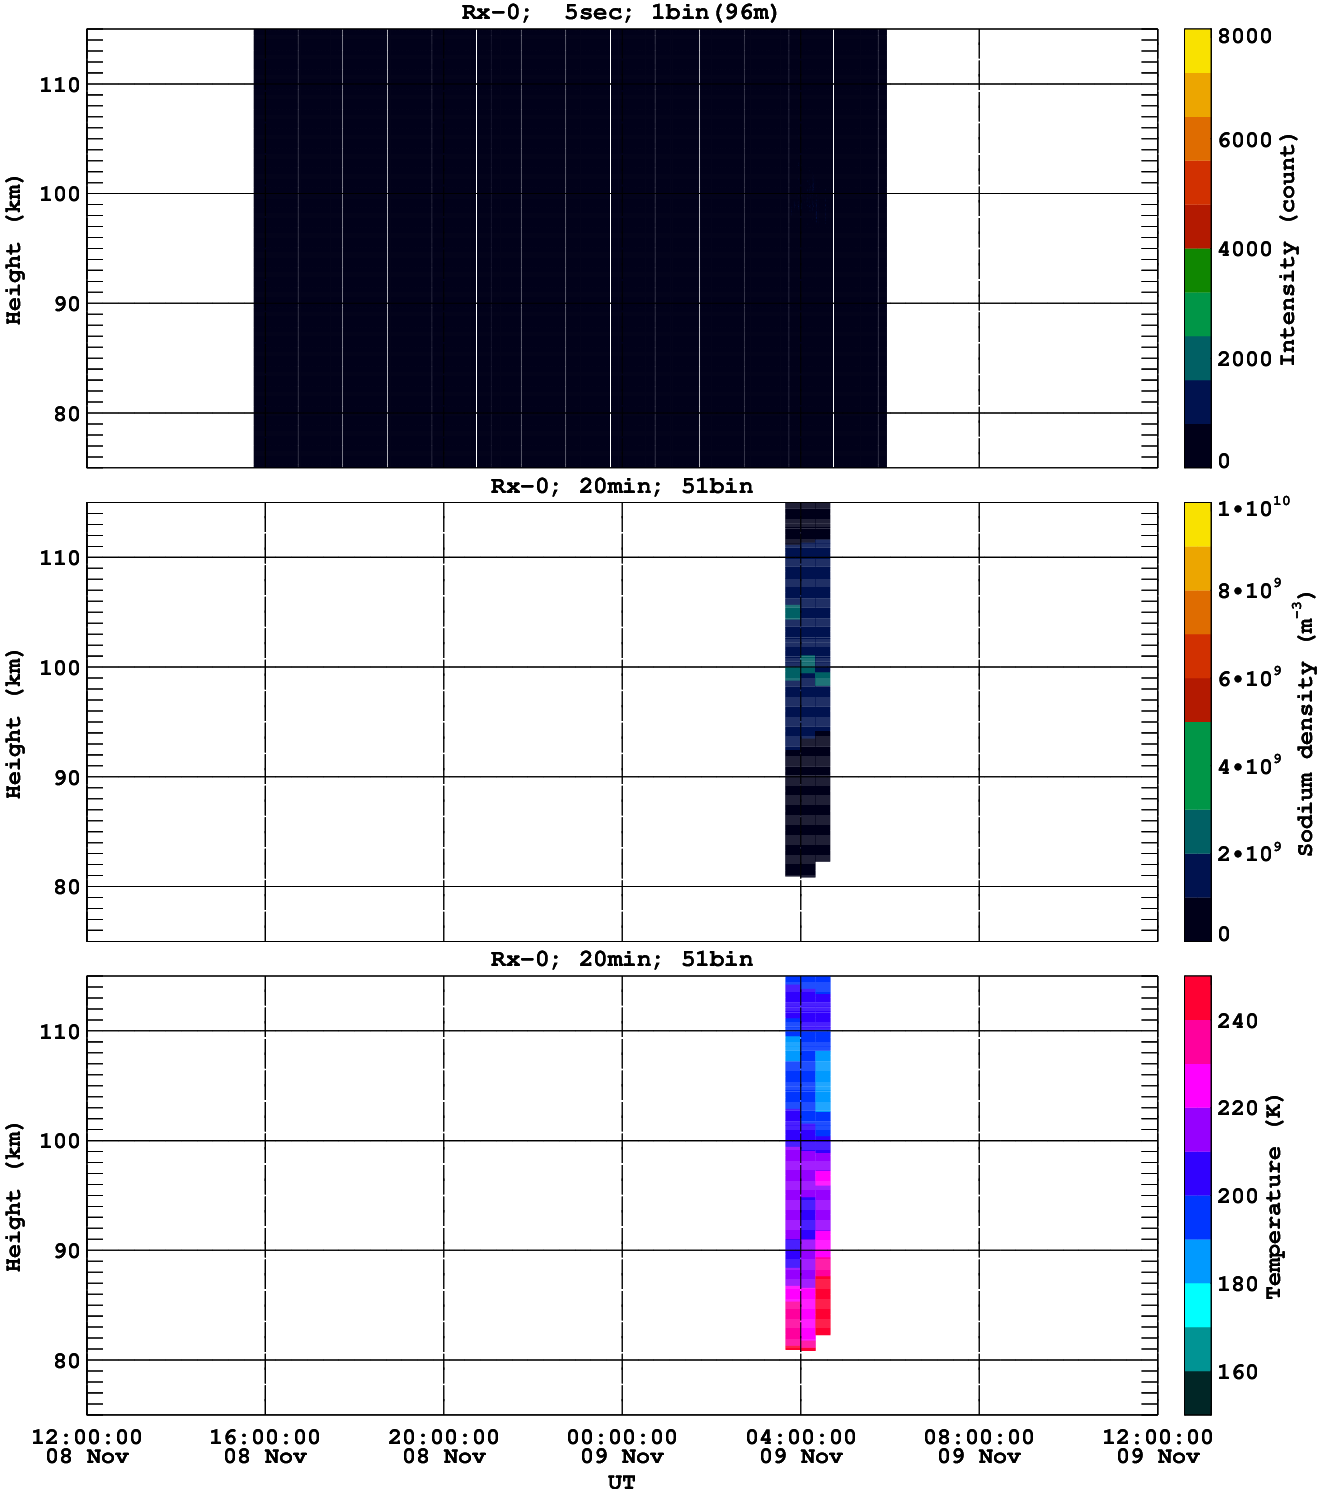 Rx-0;  5sec; 1bin(96m)
110
100
90
80
Height (km)
8000
6000
4000
2000
0
Intensity (count)
Rx-0; 20min; 51bin
110
100
90
80
Height (km)
1•10¹⁰
8•10⁹
6•10⁹
4•10⁹
2•10⁹
0
Sodium density (m⁻³)
Rx-0; 20min; 51bin
110
100
90
80
Height (km)
240
220
200
180
160
Temperature (K)
12:00:00 16:00:00 20:00:00 00:00:00 04:00:00 08:00:00 12:00:00
08 Nov 08 Nov 08 Nov 09 Nov 09 Nov 09 Nov 09 Nov
UT